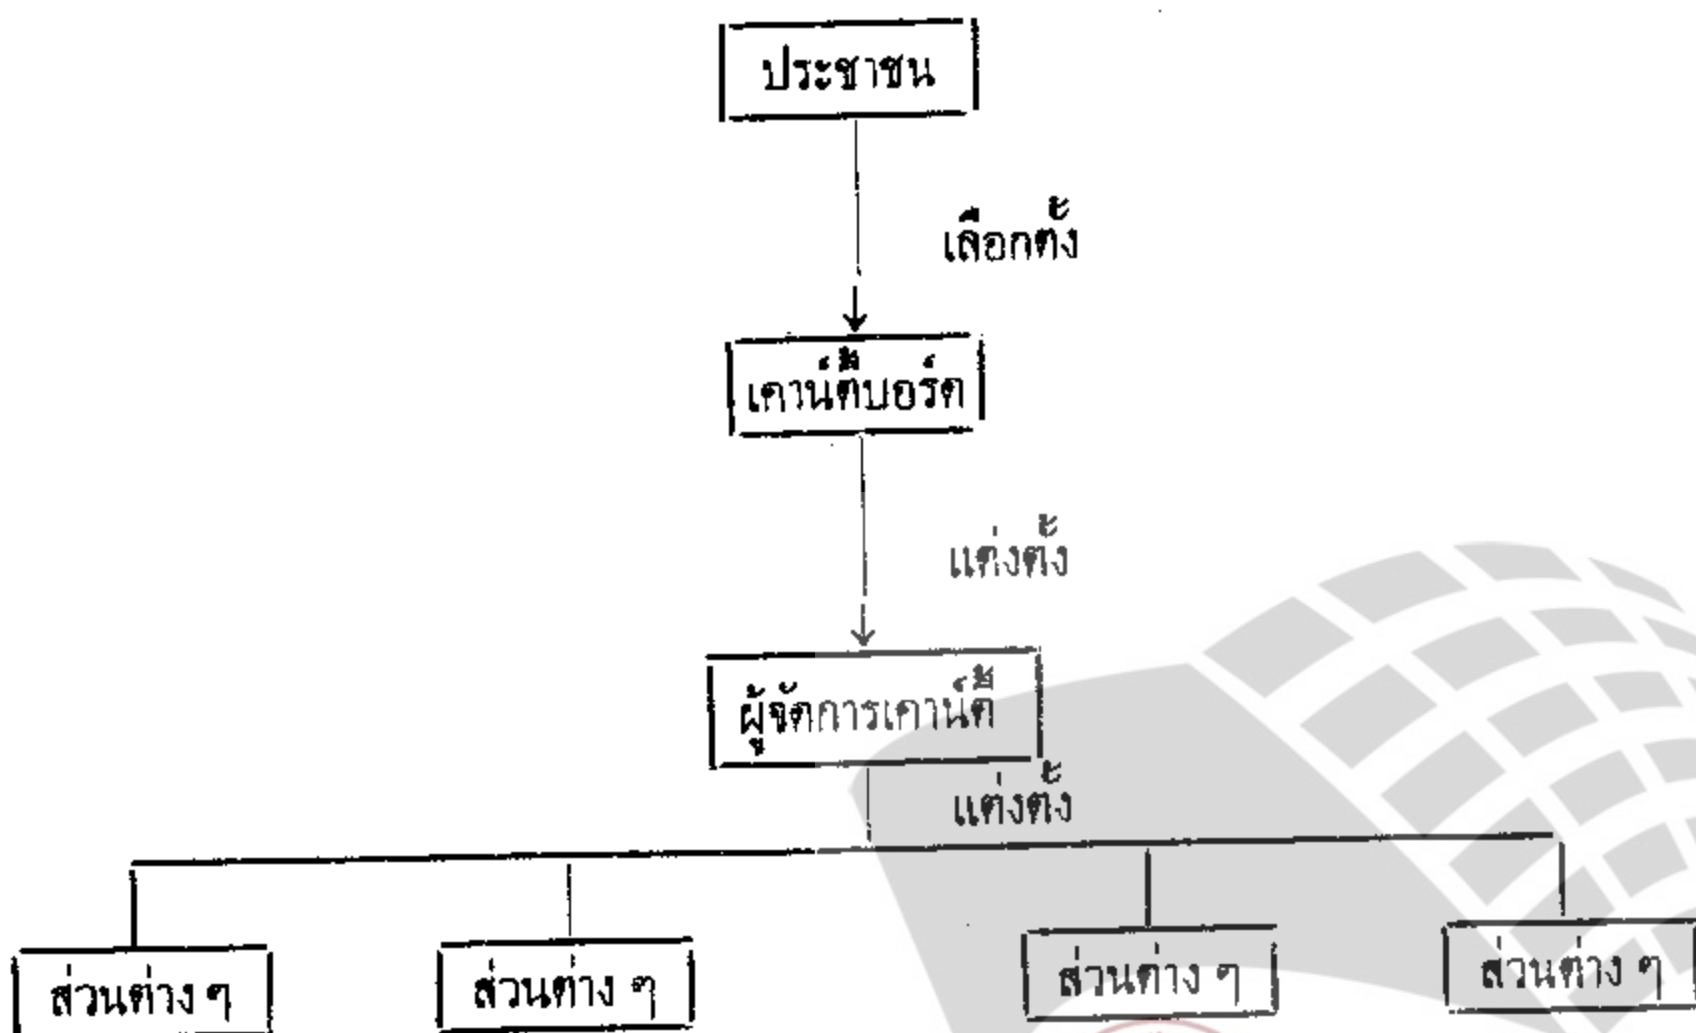 ประชาชน
เลือกตั้ง
เคาน์ตี้บอร์ด
แต่งตั้ง
ผู้จัดการเคาน์ตี้
แต่งตั้ง
ส่วนต่าง ๆ ส่วนต่าง ๆ ส่วนต่าง ๆ ส่วนต่าง ๆ